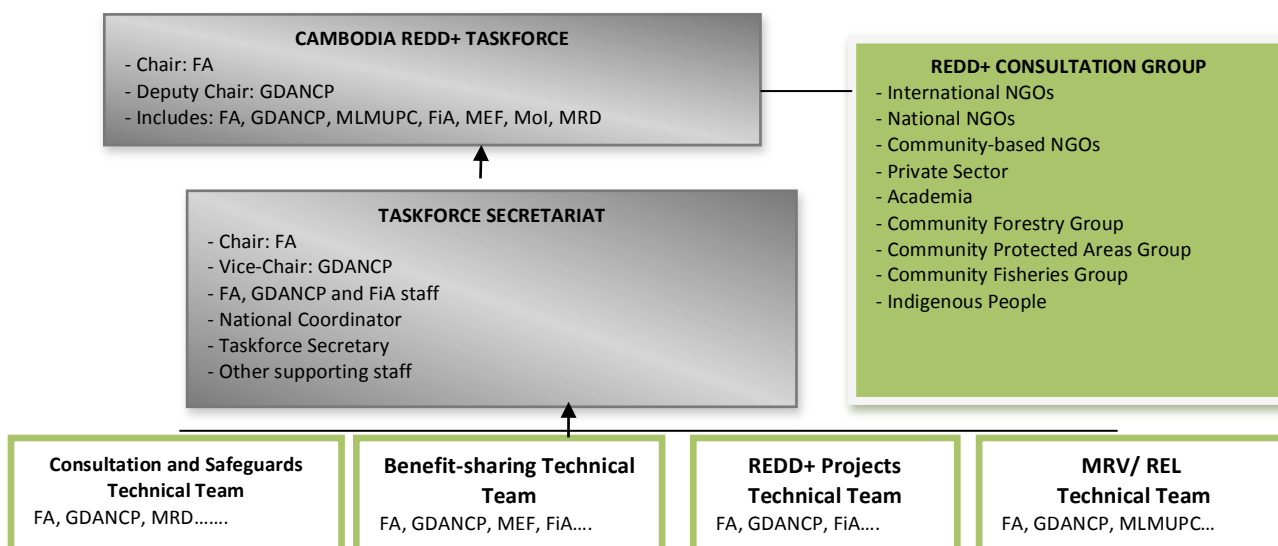 CAMBODIA REDD+ TASKFORCE
- Chair: FA
- Deputy Chair: GDANCP
- Includes: FA, GDANCP, MLMUPC, FiA, MEF, MoI, MRD
REDD+ CONSULTATION GROUP
- International NGOs
- National NGOs
- Community-based NGOs
- Private Sector
- Academia
- Community Forestry Group
- Community Protected Areas Group
- Community Fisheries Group
- Indigenous People
TASKFORCE SECRETARIAT
- Chair: FA
- Vice-Chair: GDANCP
- FA, GDANCP and FiA staff
- National Coordinator
- Taskforce Secretary
- Other supporting staff
Consultation and Safeguards
Technical Team
FA, GDANCP, MRD…….
Benefit-sharing Technical
Team
FA, GDANCP, MEF, FiA….
REDD+ Projects
Technical Team
FA, GDANCP, FiA….
MRV/ REL
Technical Team
FA, GDANCP, MLMUPC…